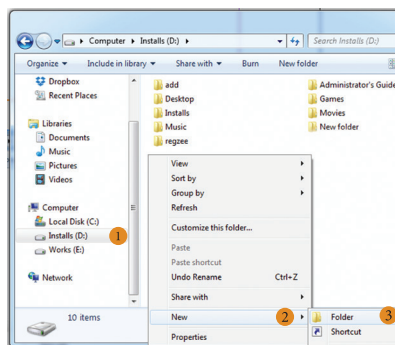 Computer ▸ Installs (D:) ▸
Search Installs (D:)
Organize ▾ Include in library ▾ Share with ▾ Burn New folder
Dropbox
Recent Places
Libraries
Documents
Music
Pictures
Videos
Computer
Local Disk (C:)
Installs (D:) 1
Works (E:)
Network
add
Desktop
Installs
Music
regzee
Administrator's Guide
Games
Movies
New folder
View
Sort by
Group by
Refresh
Customize this folder...
Paste
Paste shortcut
Undo Rename Ctrl+Z
Share with
New 2
Properties
Folder 3
Shortcut
10 items